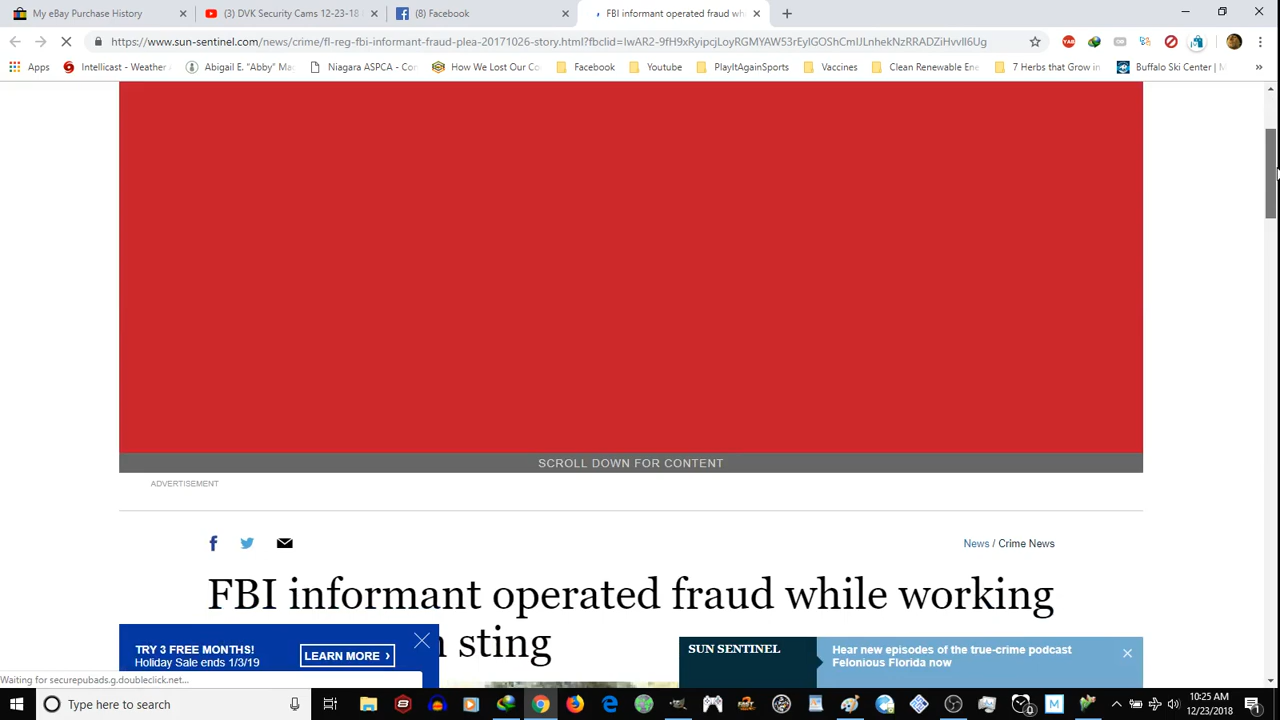 My eBay Purchase History
(3) DVK Security Cams 12-23-18
(8) Facebook
FBI informant operated fraud wh
https://www.sun-sentinel.com/news/crime/fl-reg-fbi-informant-fraud-plea-20171026-story.html?fbclid=IwAR2-9fH9xRyipcjLoyRGMYAW53rEyIGOShCmIJLnhekNzRRADZiHvvII6Ug
Apps
Intellicast - Weather
Abigail E. "Abby" Ma
Niagara ASPCA - Co
How We Lost Our Co
Facebook
Youtube
PlayItAgainSports
Vaccines
Clean Renewable Ene
7 Herbs that Grow in
Buffalo Ski Center |
SCROLL DOWN FOR CONTENT
ADVERTISEMENT
News / Crime News
FBI informant operated fraud while working
sting
TRY 3 FREE MONTHS!
Holiday Sale ends 1/3/19
LEARN MORE ›
SUN SENTINEL
Hear new episodes of the true-crime podcast
Felonious Florida now
Waiting for securepubads.g.doubleclick.net...
Type here to search
10:25 AM
12/23/2018